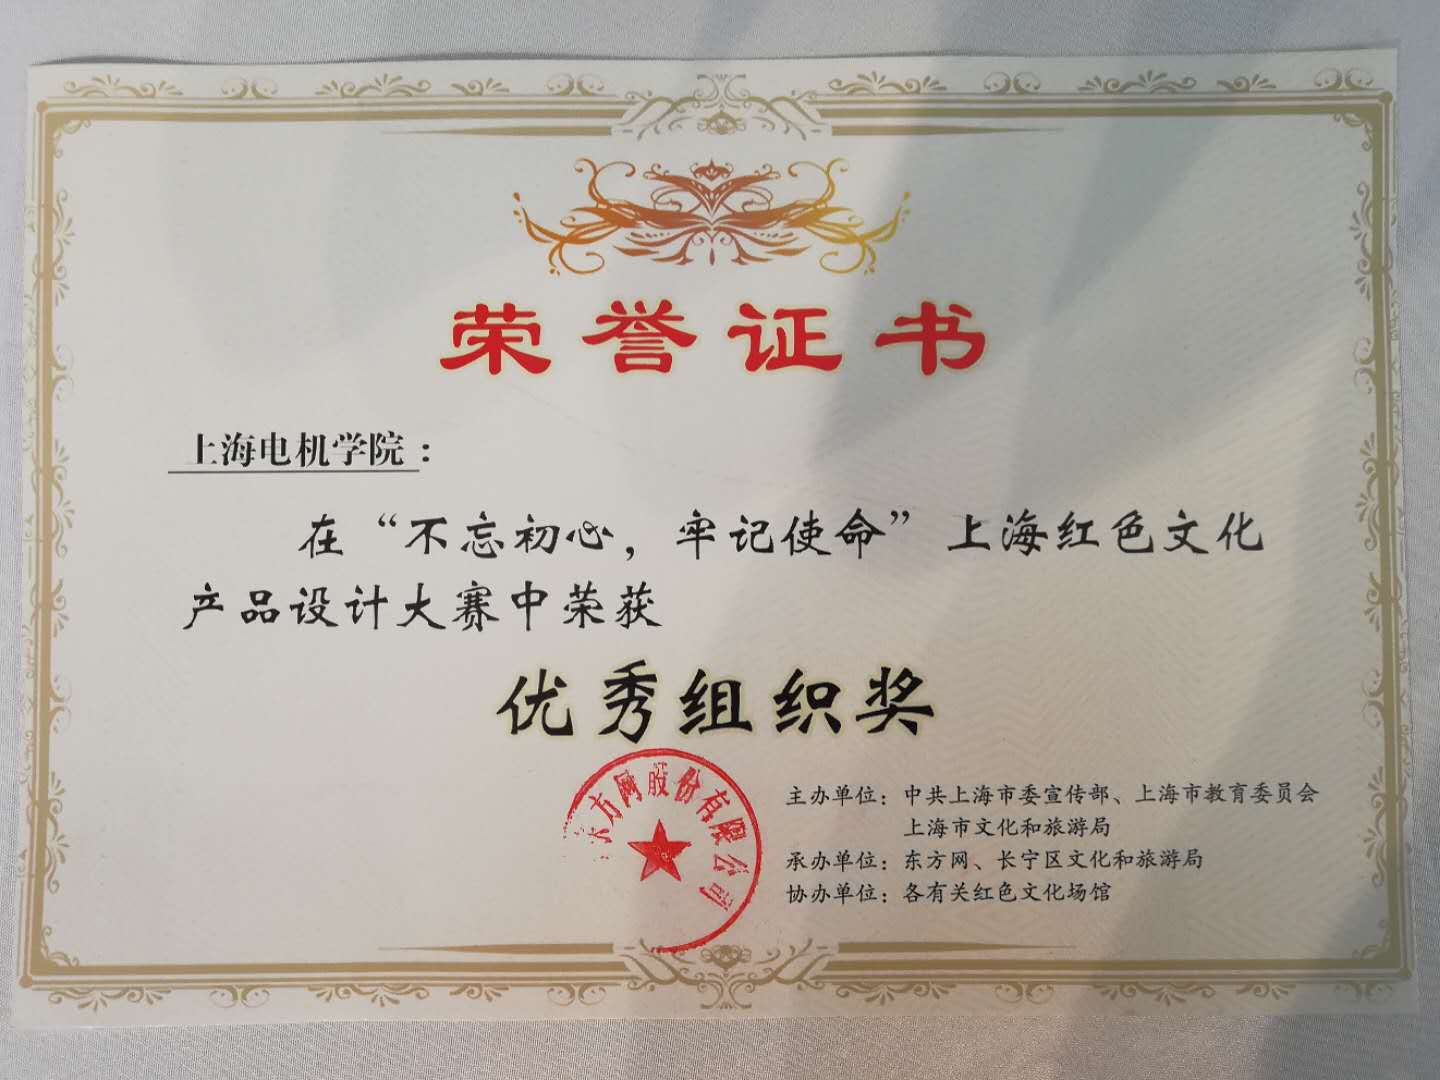 荣誉证书
上海电机学院：
在“不忘初心，牢记使命”上海红色文化
产品设计大赛中荣获
优秀组织奖
东方网股份有限公司
主办单位：中共上海市委宣传部、上海市教育委员会
上海市文化和旅游局
承办单位：东方网、长宁区文化和旅游局
协办单位：各有关红色文化场馆